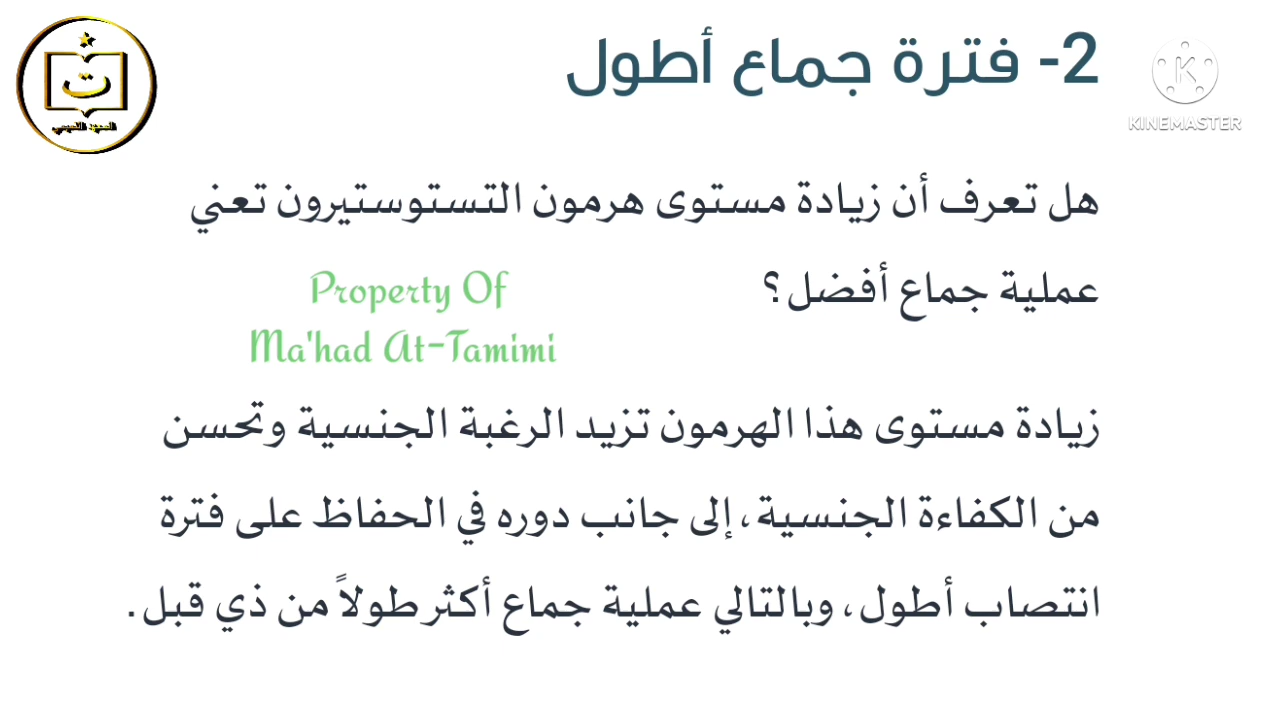 2- فترة جماع أطول
KINEMASTER
هل تعرف أن زيادة مستوى هرمون التستوستيرون تعني
عملية جماع أفضل؟
Property Of
Ma'had At-Tamimi
زيادة مستوى هذا الهرمون تزيد الرغبة الجنسية وتحسن
من الكفاءة الجنسية، إلى جانب دوره في الحفاظ على فترة
انتصاب أطول، وبالتالي عملية جماع أكثر طولاً من ذي قبل.